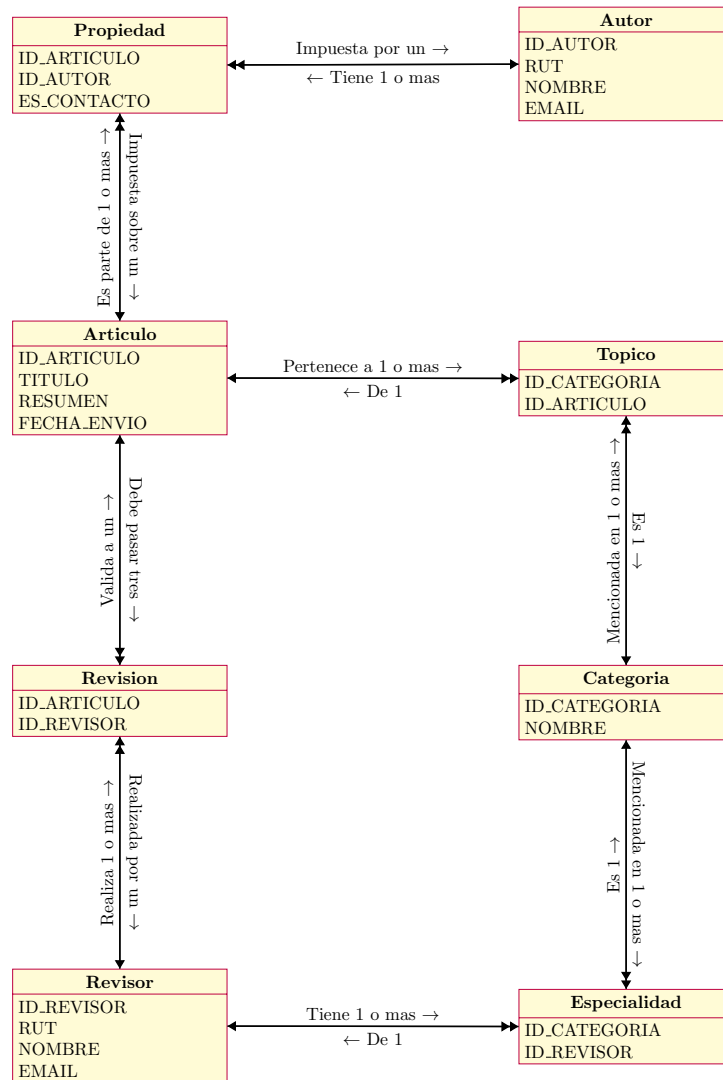 Propiedad
ID_ARTICULO
ID_AUTOR
ES_CONTACTO
Impuesta por un →
← Tiene 1 o mas
Autor
ID_AUTOR
RUT
NOMBRE
EMAIL
Es parte de 1 o mas →
Impuesta sobre un →
Articulo
ID_ARTICULO
TITULO
RESUMEN
FECHA_ENVIO
Pertenece a 1 o mas →
← De 1
Topico
ID_CATEGORIA
ID_ARTICULO
Valida a un →
Debe pasar tres →
Mencionada en 1 o mas →
Es 1 →
Revision
ID_ARTICULO
ID_REVISOR
Categoria
ID_CATEGORIA
NOMBRE
Realiza 1 o mas →
Realizada por un →
Es 1 →
Mencionada en 1 o mas →
Revisor
ID_REVISOR
RUT
NOMBRE
EMAIL
Tiene 1 o mas →
← De 1
Especialidad
ID_CATEGORIA
ID_REVISOR